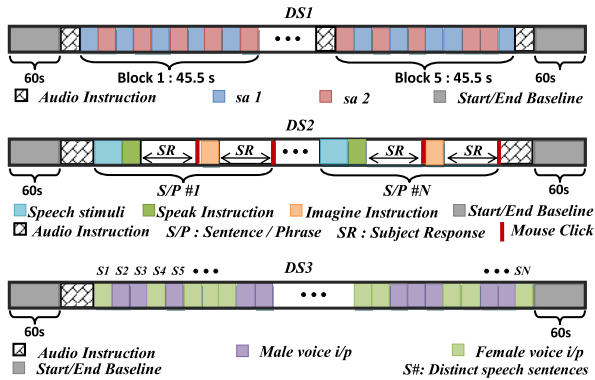 DS1
•••
60s Block 1 : 45.5 s Block 5 : 45.5 s 60s
Audio Instruction sa 1 sa 2 Start/End Baseline
DS2
SR SR ••• SR SR
60s S/P #1 S/P #N 60s
Speech stimuli Speak Instruction Imagine Instruction Start/End Baseline
Audio Instruction S/P : Sentence / Phrase SR : Subject Response Mouse Click
S1 S2 S3 S4 S5 ••• DS3 ••• SN
•••
60s 60s
Audio Instruction Male voice i/p Female voice i/p
Start/End Baseline S#: Distinct speech sentences